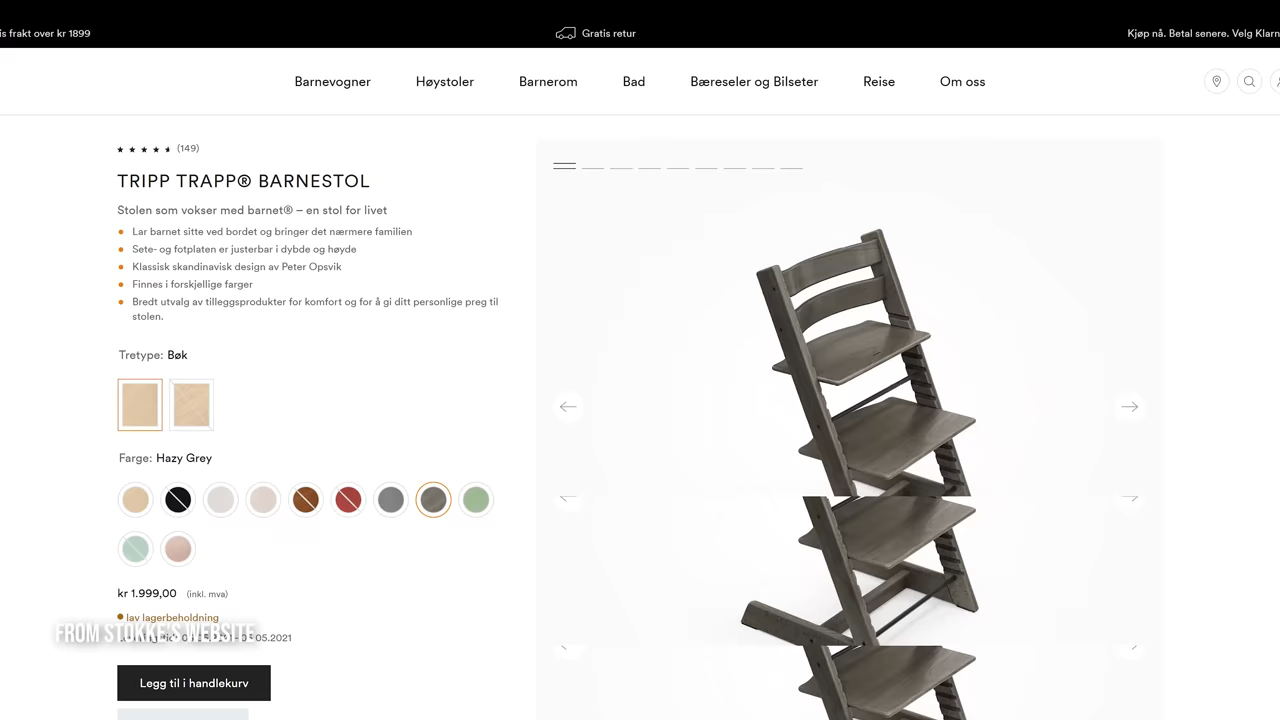 is frakt over kr 1899
Gratis retur
Kjøp nå. Betal senere. Velg Klarn
Barnevogner
Høystoler
Barnerom
Bad
Bæreseler og Bilseter
Reise
Om oss
(149)
TRIPP TRAPP® BARNESTOL
Stolen som vokser med barnet® – en stol for livet
Lar barnet sitte ved bordet og bringer det nærmere familien
Sete- og fotplaten er justerbar i dybde og høyde
Klassisk skandinavisk design av Peter Opsvik
Finnes i forskjellige farger
Bredt utvalg av tilleggsprodukter for komfort og for å gi ditt personlige preg til
stolen.
Tretype: Bøk
Farge: Hazy Grey
kr 1.999,00 (inkl. mva)
lav lagerbeholdning
05.2021
FROM STOKKE'S WEBSITE
Legg til i handlekurv